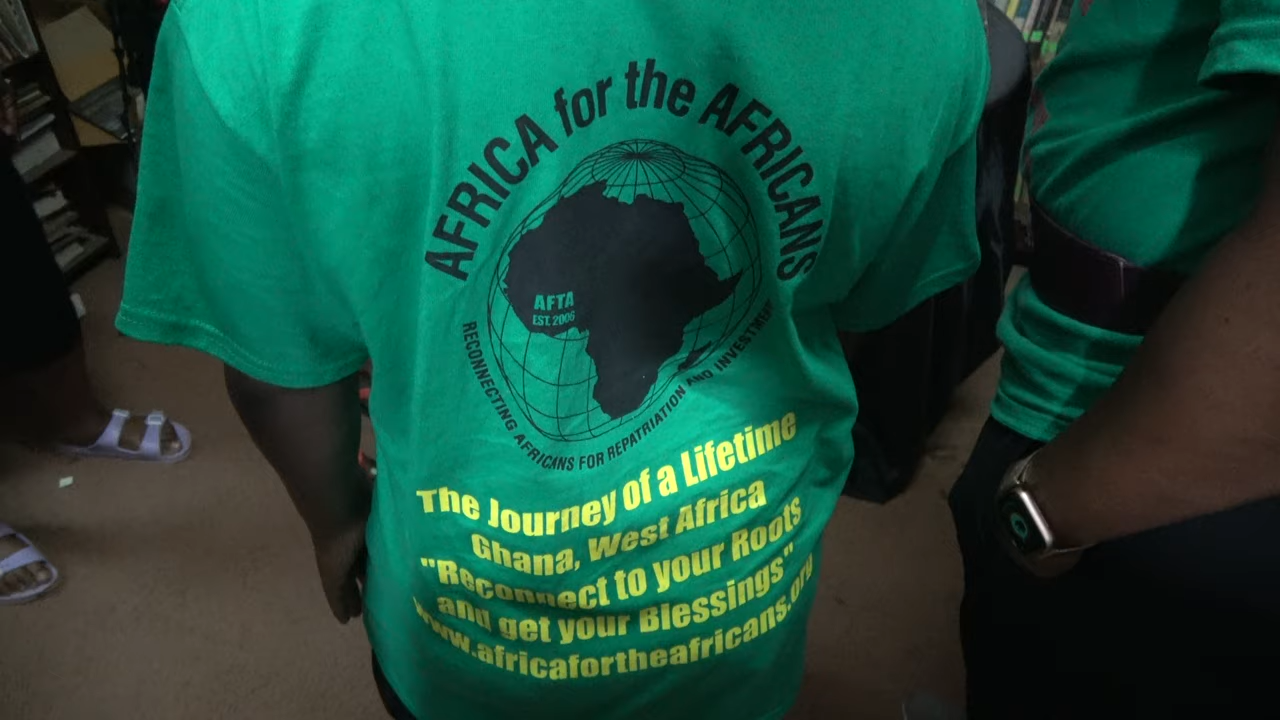 AFRICA for the AFRICANS
AFTA
EST. 2006
RECONNECTING AFRICANS FOR REPATRIATION AND INVESTMENT
The Journey of a Lifetime
Ghana, West Africa
"Reconnect to your Roots
and get your Blessings"
www.africafortheafricans.org